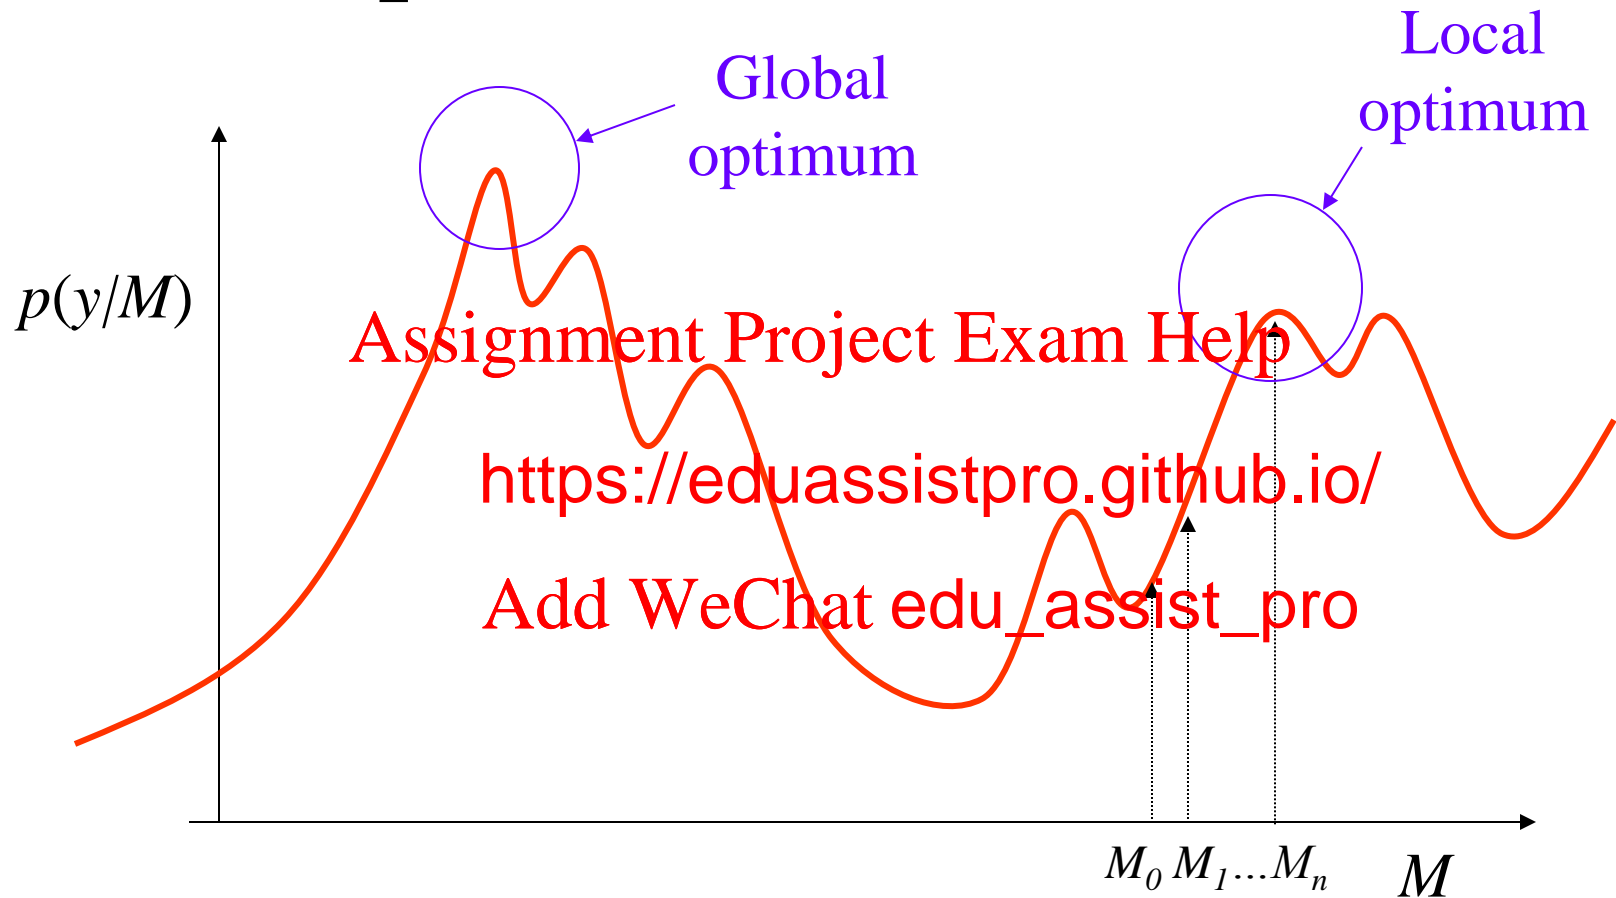 Local
Global
optimum
optimum
p(y/M)
Assignment Project Exam Help
https://eduassistpro.github.io/
Add WeChat edu_assist_pro
M0 M1...Mn
M